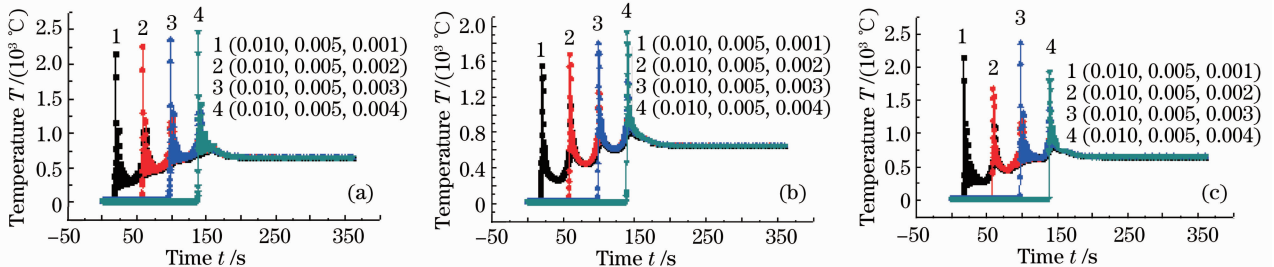 Temperature T /(10³ ℃)
2.5
2.0
1.5
1.0
0.5
0
1
2
3
4
1 (0.010, 0.005, 0.001)
2 (0.010, 0.005, 0.002)
3 (0.010, 0.005, 0.003)
4 (0.010, 0.005, 0.004)
(a)
−50
50
150
250
350
Time t /s
Temperature T /(10³ ℃)
2.0
1.6
1.2
0.8
0.4
0
1
2
3
4
1 (0.010, 0.005, 0.001)
2 (0.010, 0.005, 0.002)
3 (0.010, 0.005, 0.003)
4 (0.010, 0.005, 0.004)
(b)
−50
50
150
250
350
Time t /s
Temperature T /(10³ ℃)
2.5
2.0
1.5
1.0
0.5
0
1
2
3
4
1 (0.010, 0.005, 0.001)
2 (0.010, 0.005, 0.002)
3 (0.010, 0.005, 0.003)
4 (0.010, 0.005, 0.004)
(c)
−50
50
150
250
350
Time t /s